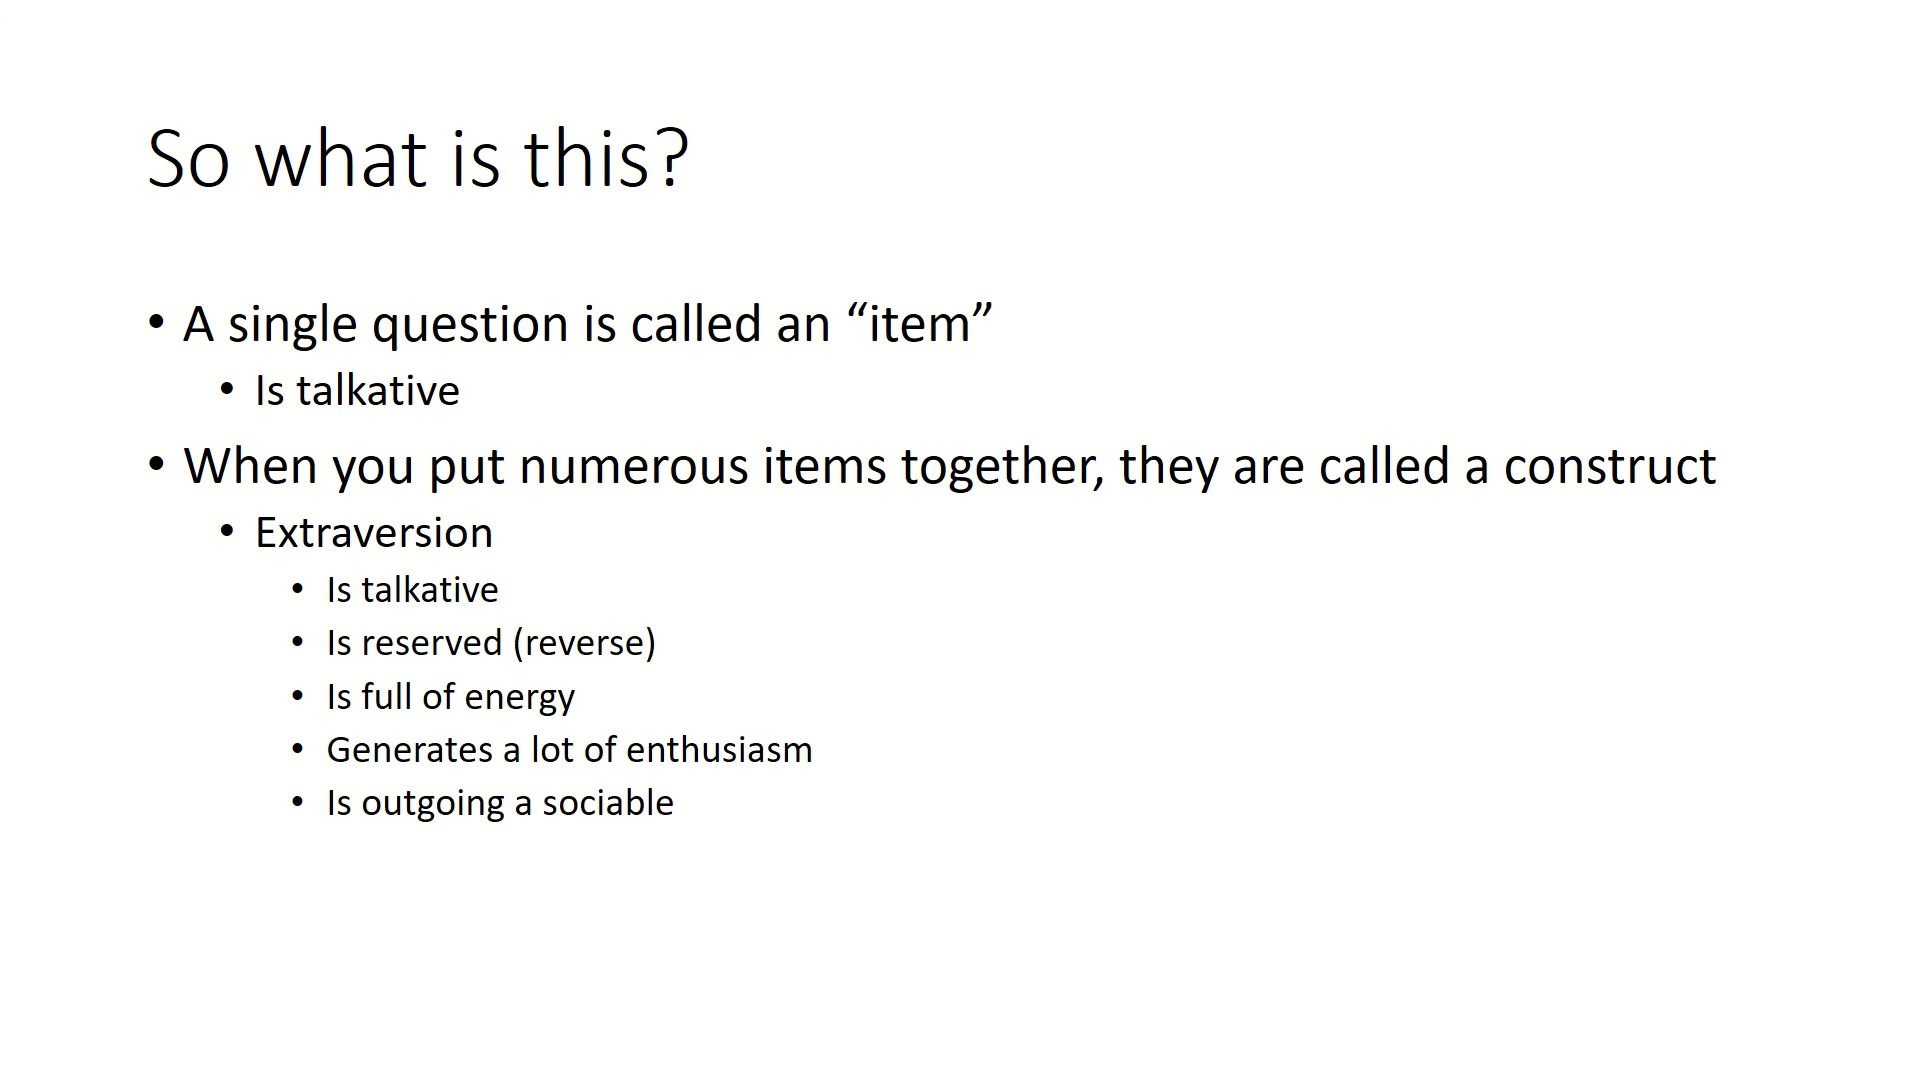 So what is this?
• A single question is called an “item”
• Is talkative
• When you put numerous items together, they are called a construct
• Extraversion
• Is talkative
• Is reserved (reverse)
• Is full of energy
• Generates a lot of enthusiasm
• Is outgoing a sociable